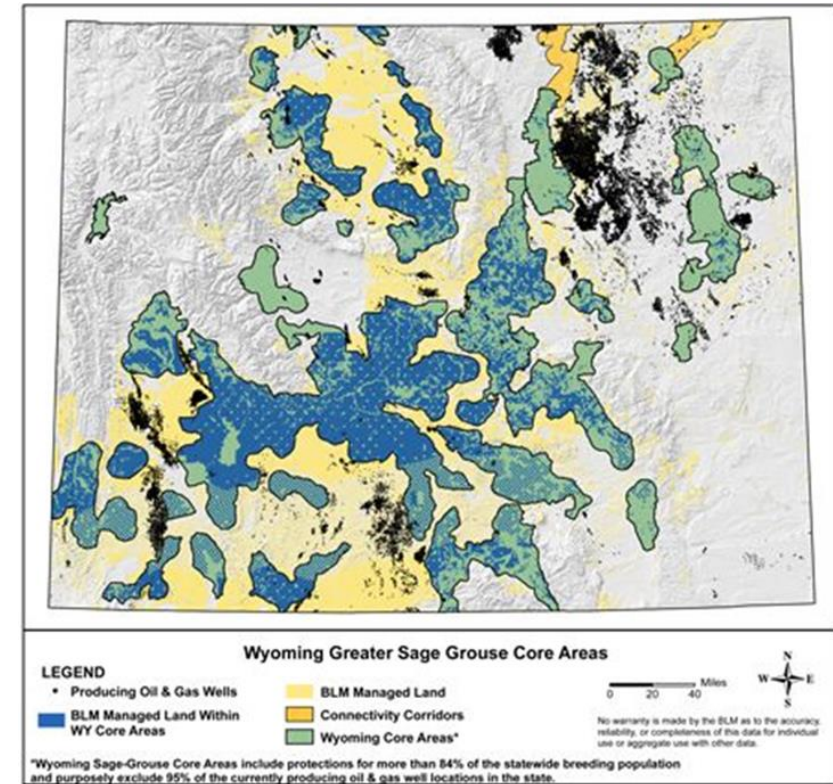 Wyoming Greater Sage Grouse Core Areas
LEGEND
Producing Oil & Gas Wells
BLM Managed Land Within
WY Core Areas
BLM Managed Land
Connectivity Corridors
Wyoming Core Areas*
Miles
0 20 40
N
W E
S
No warranty is made by the BLM as to the accuracy,
reliability, or completeness of this data for individual
use or aggregate use with other data.
*Wyoming Sage-Grouse Core Areas include protections for more than 84% of the statewide breeding population
and purposely exclude 95% of the currently producing oil & gas well locations in the state.